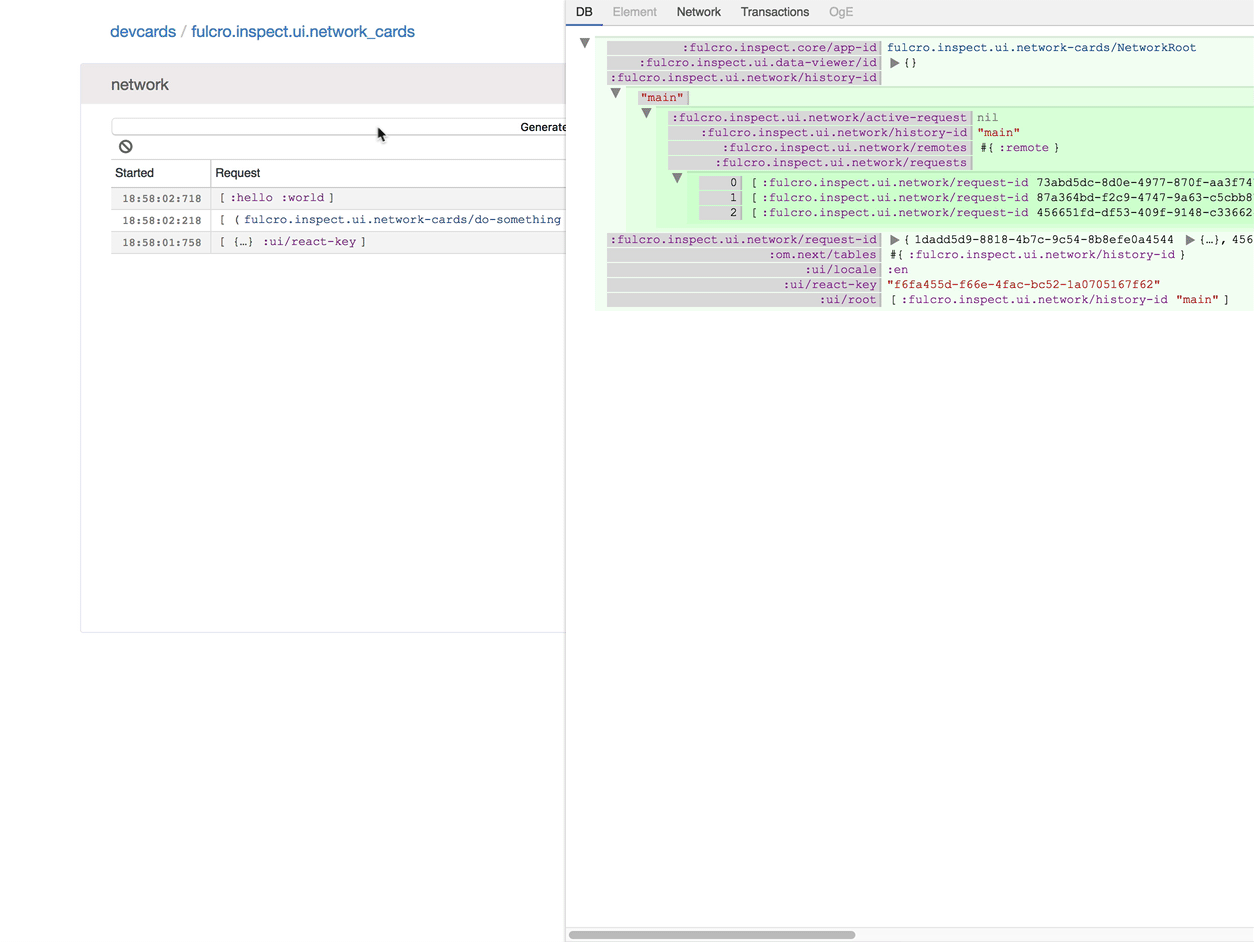 devcards / fulcro.inspect.ui.network_cards
network
Generate
Started Request
18:58:02:718 [ :hello :world ]
18:58:02:218 [ ( fulcro.inspect.ui.network-cards/do-something
18:58:01:758 [ {…} :ui/react-key ]
DB Element Network Transactions OgE
:fulcro.inspect.core/app-id fulcro.inspect.ui.network-cards/NetworkRoot
:fulcro.inspect.ui.data-viewer/id {}
:fulcro.inspect.ui.network/history-id
"main"
:fulcro.inspect.ui.network/active-request nil
:fulcro.inspect.ui.network/history-id "main"
:fulcro.inspect.ui.network/remotes #{ :remote }
:fulcro.inspect.ui.network/requests
0 [ :fulcro.inspect.ui.network/request-id 73abd5dc-8d0e-4977-870f-aa3f74
1 [ :fulcro.inspect.ui.network/request-id 87a364bd-f2c9-4747-9a63-c5cbb8
2 [ :fulcro.inspect.ui.network/request-id 456651fd-df53-409f-9148-c33662
:fulcro.inspect.ui.network/request-id { 1dadd5d9-8818-4b7c-9c54-8b8efe0a4544 {…}, 456
:om.next/tables #{ :fulcro.inspect.ui.network/history-id }
:ui/locale :en
:ui/react-key "f6fa455d-f66e-4fac-bc52-1a0705167f62"
:ui/root [ :fulcro.inspect.ui.network/history-id "main" ]